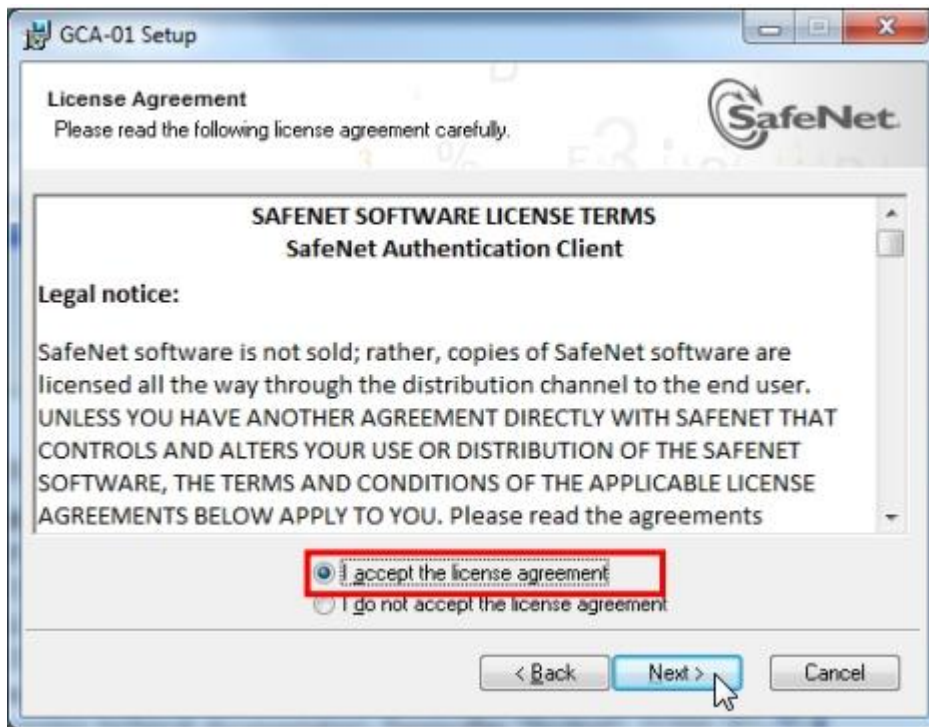 GCA-01 Setup
License Agreement
Please read the following license agreement carefully.
SafeNet.
SAFENET SOFTWARE LICENSE TERMS
SafeNet Authentication Client
Legal notice:
SafeNet software is not sold; rather, copies of SafeNet software are
licensed all the way through the distribution channel to the end user.
UNLESS YOU HAVE ANOTHER AGREEMENT DIRECTLY WITH SAFENET THAT
CONTROLS AND ALTERS YOUR USE OR DISTRIBUTION OF THE SAFENET
SOFTWARE, THE TERMS AND CONDITIONS OF THE APPLICABLE LICENSE
AGREEMENTS BELOW APPLY TO YOU. Please read the agreements
I accept the license agreement
I do not accept the license agreement
< Back Next > Cancel